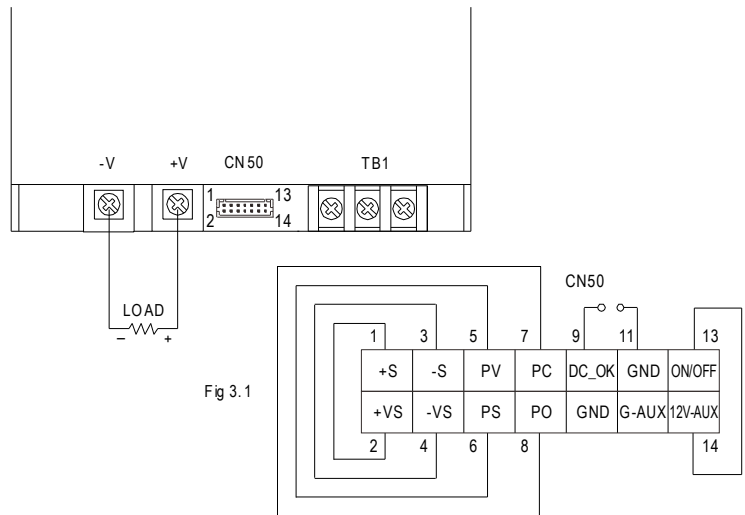 -V +V CN50 TB1
1 13
2 14
LOAD
- +
CN50
1 3 5 7 9 11 13
+S -S PV PC DC_OK GND ON/OFF
Fig 3.1
+VS -VS PS PO GND G-AUX 12V-AUX
2 4 6 8 14